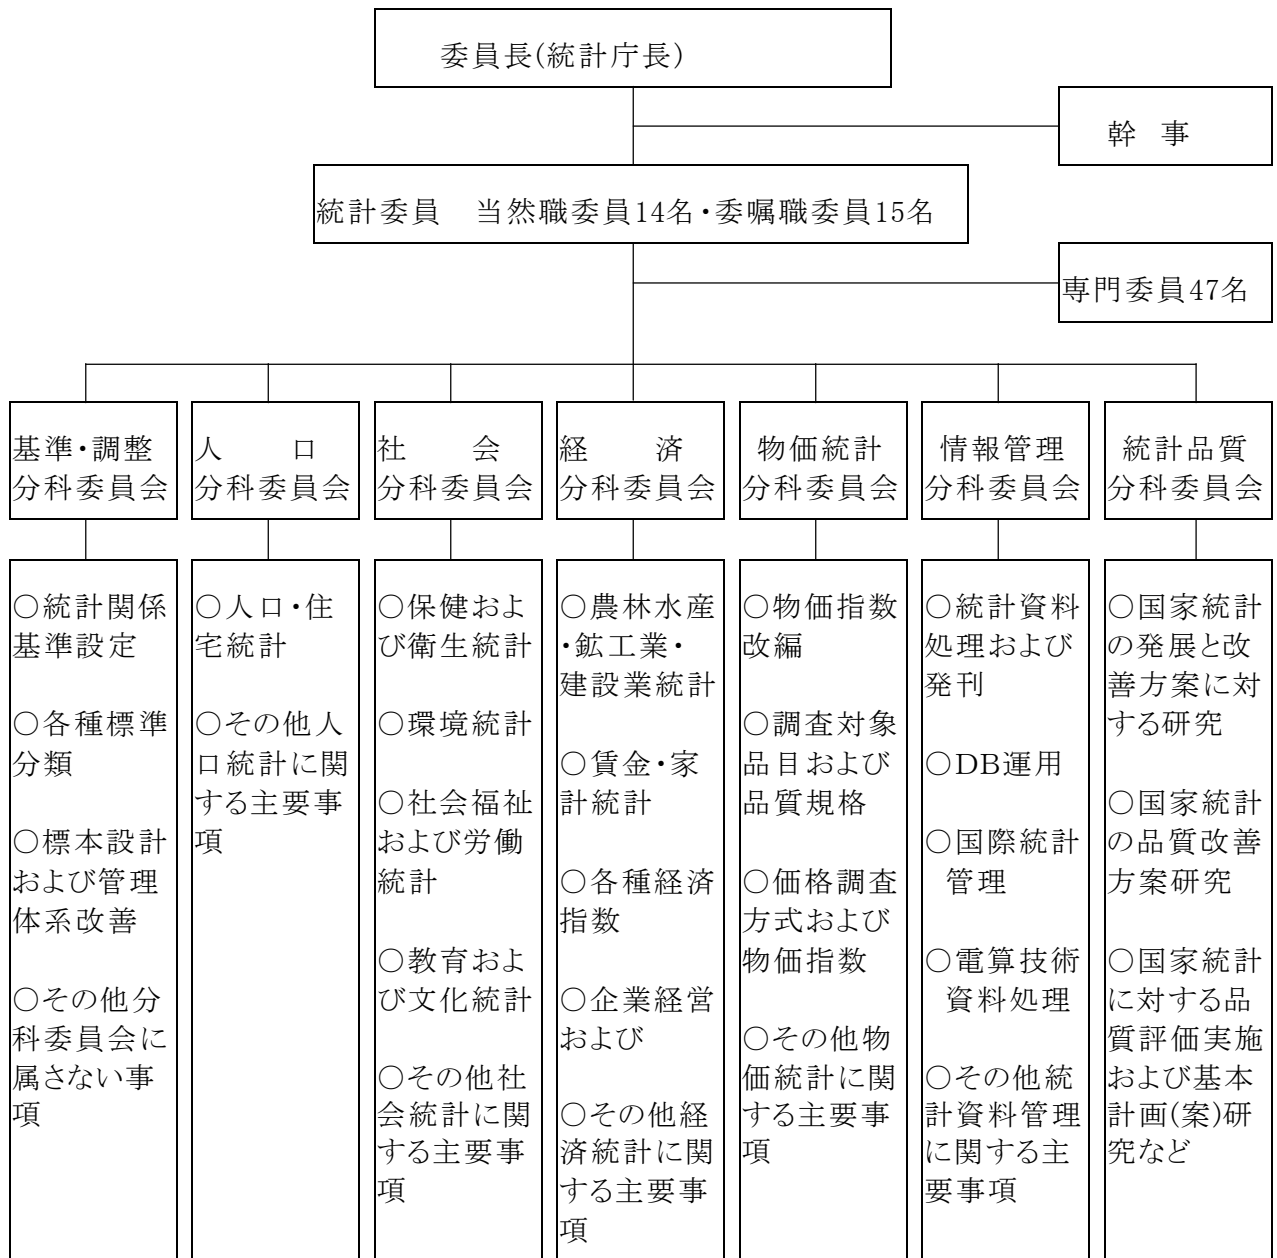 委員長(統計庁長)
幹 事
統計委員 当然職委員14名・委嘱職委員15名
専門委員47名
基準・調整
分科委員会
人 口
分科委員会
社 会
分科委員会
経 済
分科委員会
物価統計
分科委員会
情報管理
分科委員会
統計品質
分科委員会
○統計関係
基準設定
○各種標準
分類
○標本設計
および管理
体系改善
○その他分
科委員会に
属さない事
項
○人口・住
宅統計
○その他人
口統計に関
する主要事
項
○保健およ
び衛生統計
○環境統計
○社会福祉
および労働
統計
○教育およ
び文化統計
○その他社
会統計に関
する主要事
項
○農林水産
・鉱工業・
建設業統計
○賃金・家
計統計
○各種経済
指数
○企業経営
および
○その他経
済統計に関
する主要事
項
○物価指数
改編
○調査対象
品目および
品質規格
○価格調査
方式および
物価指数
○その他物
価統計に関
する主要事
項
○統計資料
処理および
発刊
○DB運用
○国際統計
管理
○電算技術
資料処理
○その他統
計資料管理
に関する主
要事項
○国家統計
の発展と改
善方案に対
する研究
○国家統計
の品質改善
方案研究
○国家統計
に対する品
質評価実施
および基本
計画(案)研
究など